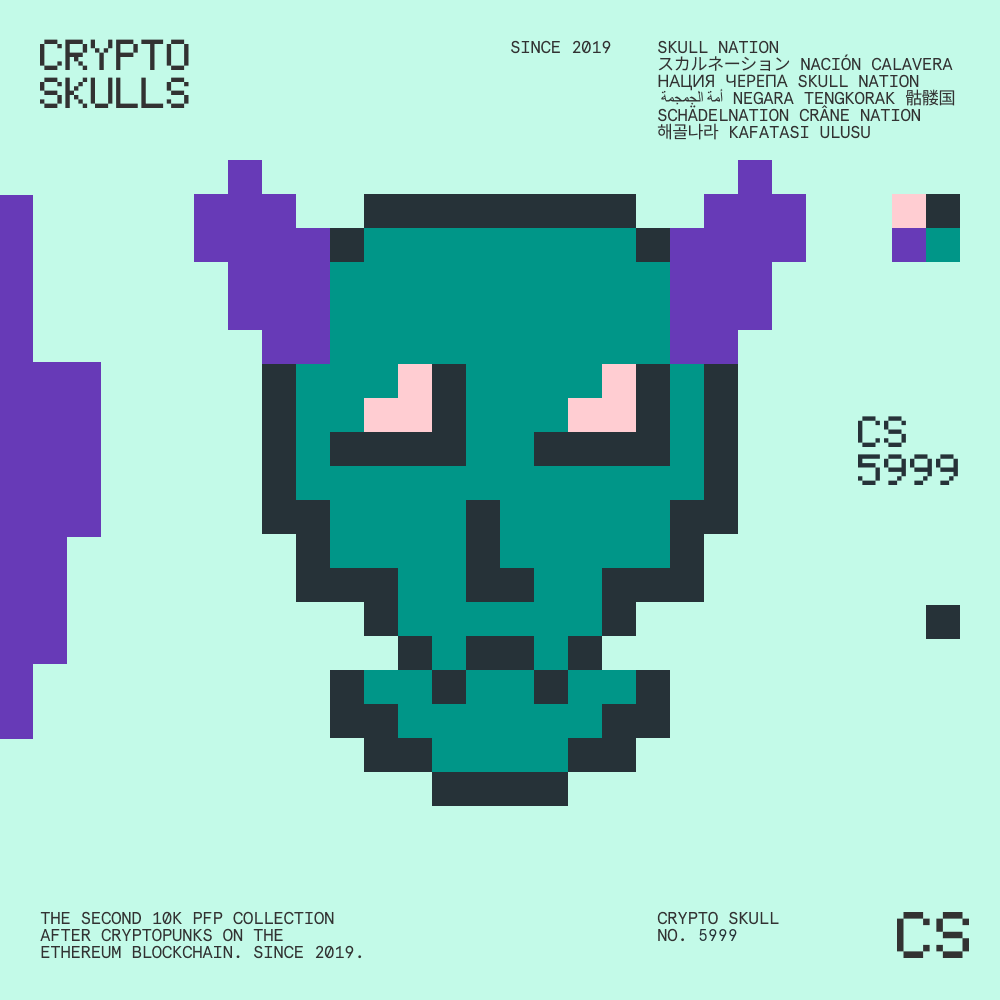 CRYPTO
SKULLS
SINCE 2019
SKULL NATION
スカルネーション NACIÓN CALAVERA
НАЦИЯ ЧЕРЕПА SKULL NATION
أمة الجمجمة NEGARA TENGKORAK 骷髅国
SCHÄDELNATION CRÂNE NATION
해골나라 KAFATASI ULUSU
CS
5999
THE SECOND 10K PFP COLLECTION
AFTER CRYPTOPUNKS ON THE
ETHEREUM BLOCKCHAIN. SINCE 2019.
CRYPTO SKULL
NO. 5999
CS